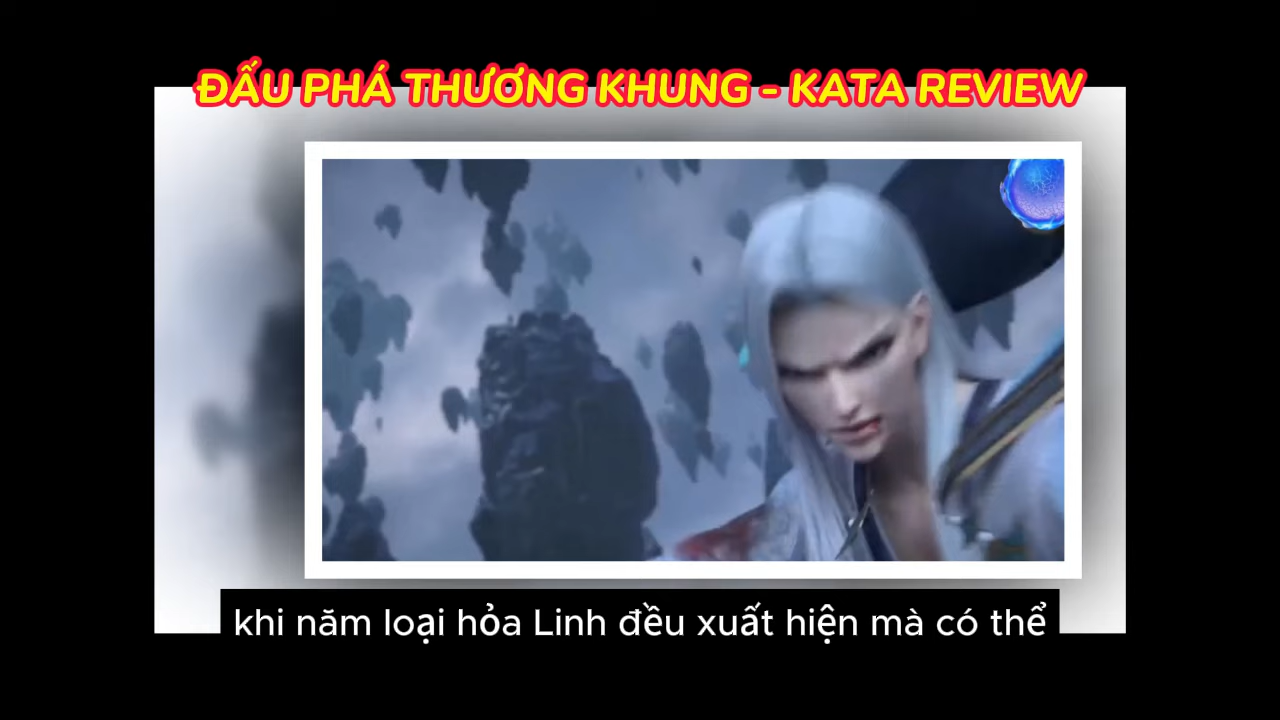 ĐẤU PHÁ THƯƠNG KHUNG - KATA REVIEW
khi năm loại hỏa Linh đều xuất hiện mà có thể